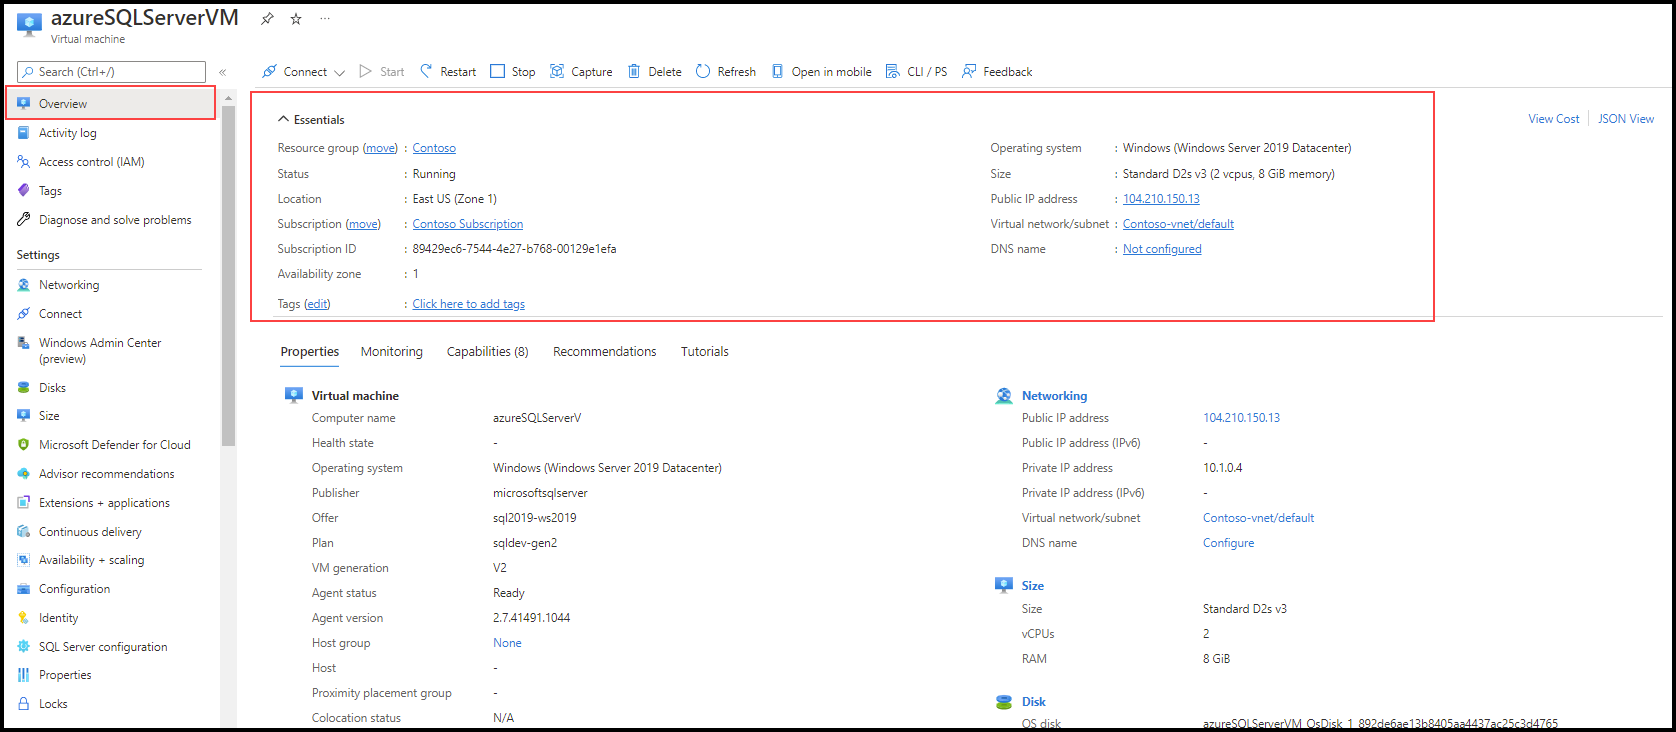 azureSQLServerVM ...
Virtual machine
Search (Ctrl+/) «
Overview
Activity log
Access control (IAM)
Tags
Diagnose and solve problems
Settings
Networking
Connect
Windows Admin Center
(preview)
Disks
Size
Microsoft Defender for Cloud
Advisor recommendations
Extensions + applications
Continuous delivery
Availability + scaling
Configuration
Identity
SQL Server configuration
Properties
Locks
Connect Start Restart Stop Capture Delete Refresh Open in mobile CLI / PS Feedback
Essentials
View Cost JSON View
Resource group (move) : Contoso
Status : Running
Location : East US (Zone 1)
Subscription (move) : Contoso Subscription
Subscription ID : 89429ec6-7544-4e27-b768-00129e1efa
Availability zone : 1
Tags (edit) : Click here to add tags
Operating system : Windows (Windows Server 2019 Datacenter)
Size : Standard D2s v3 (2 vcpus, 8 GiB memory)
Public IP address : 104.210.150.13
Virtual network/subnet : Contoso-vnet/default
DNS name : Not configured
Properties Monitoring Capabilities (8) Recommendations Tutorials
Virtual machine
Computer name azureSQLServerV
Health state -
Operating system Windows (Windows Server 2019 Datacenter)
Publisher microsoftsqlserver
Offer sql2019-ws2019
Plan sqldev-gen2
VM generation V2
Agent status Ready
Agent version 2.7.41491.1044
Host group None
Host -
Proximity placement group -
Colocation status N/A
Networking
Public IP address 104.210.150.13
Public IP address (IPv6) -
Private IP address 10.1.0.4
Private IP address (IPv6) -
Virtual network/subnet Contoso-vnet/default
DNS name Configure
Size
Size Standard D2s v3
vCPUs 2
RAM 8 GiB
Disk
OS disk azureSQLServerVM_OsDisk_1_892de6ae13b8405aa4437ac25c3d4765